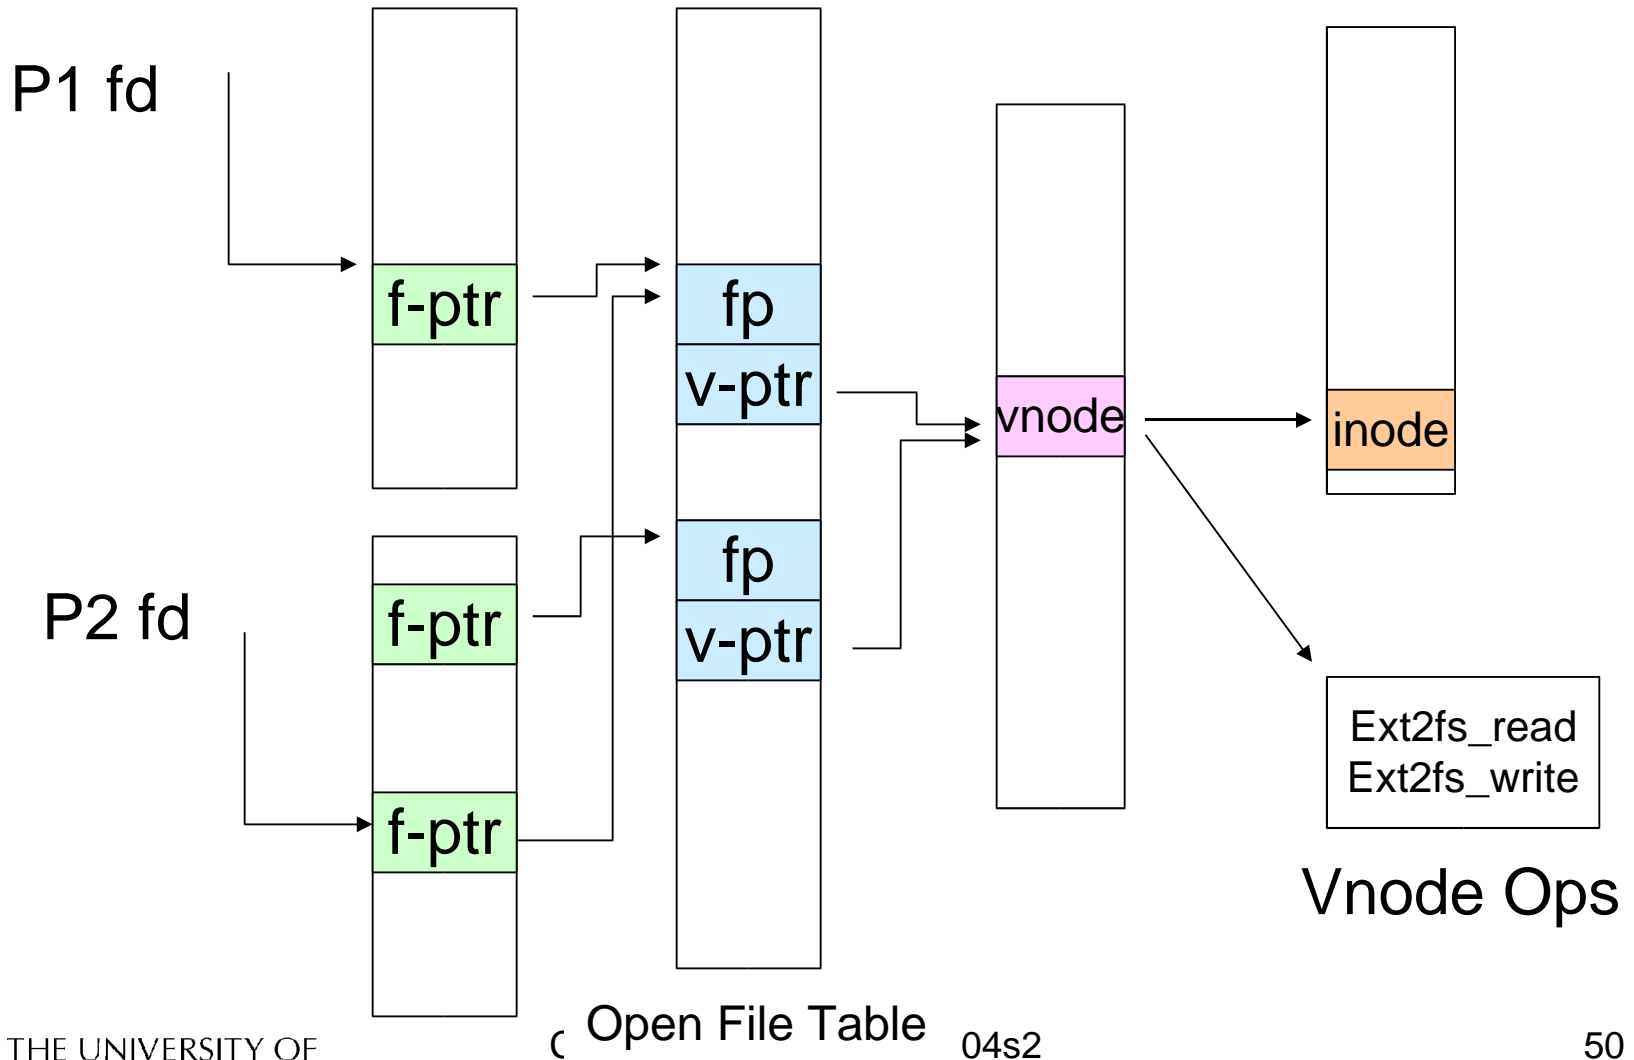 P1 fd
f-ptr
fp
v-ptr
vnode
inode
P2 fd
f-ptr
fp
v-ptr
f-ptr
Ext2fs_read
Ext2fs_write
Vnode Ops
Open File Table
THE UNIVERSITY OF
04s2
50